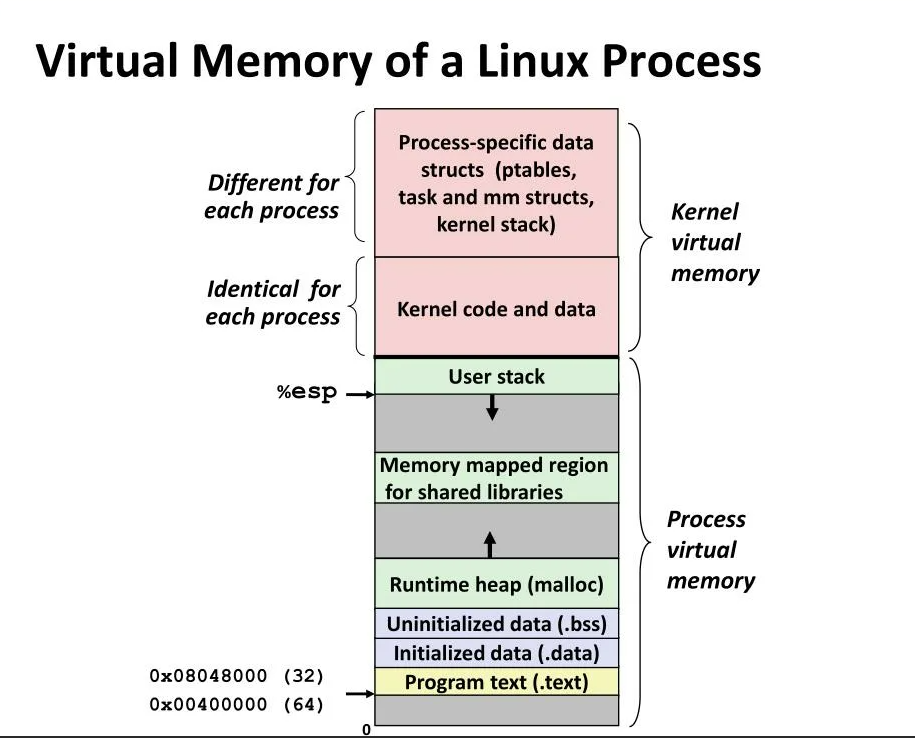 Virtual Memory of a Linux Process
Process-specific data
structs (ptables,
task and mm structs,
kernel stack)
Different for
each process
Kernel
virtual
memory
Identical for
each process
Kernel code and data
User stack
%esp
Memory mapped region
for shared libraries
Process
virtual
memory
Runtime heap (malloc)
Uninitialized data (.bss)
Initialized data (.data)
Program text (.text)
0x08048000 (32)
0x00400000 (64)
0